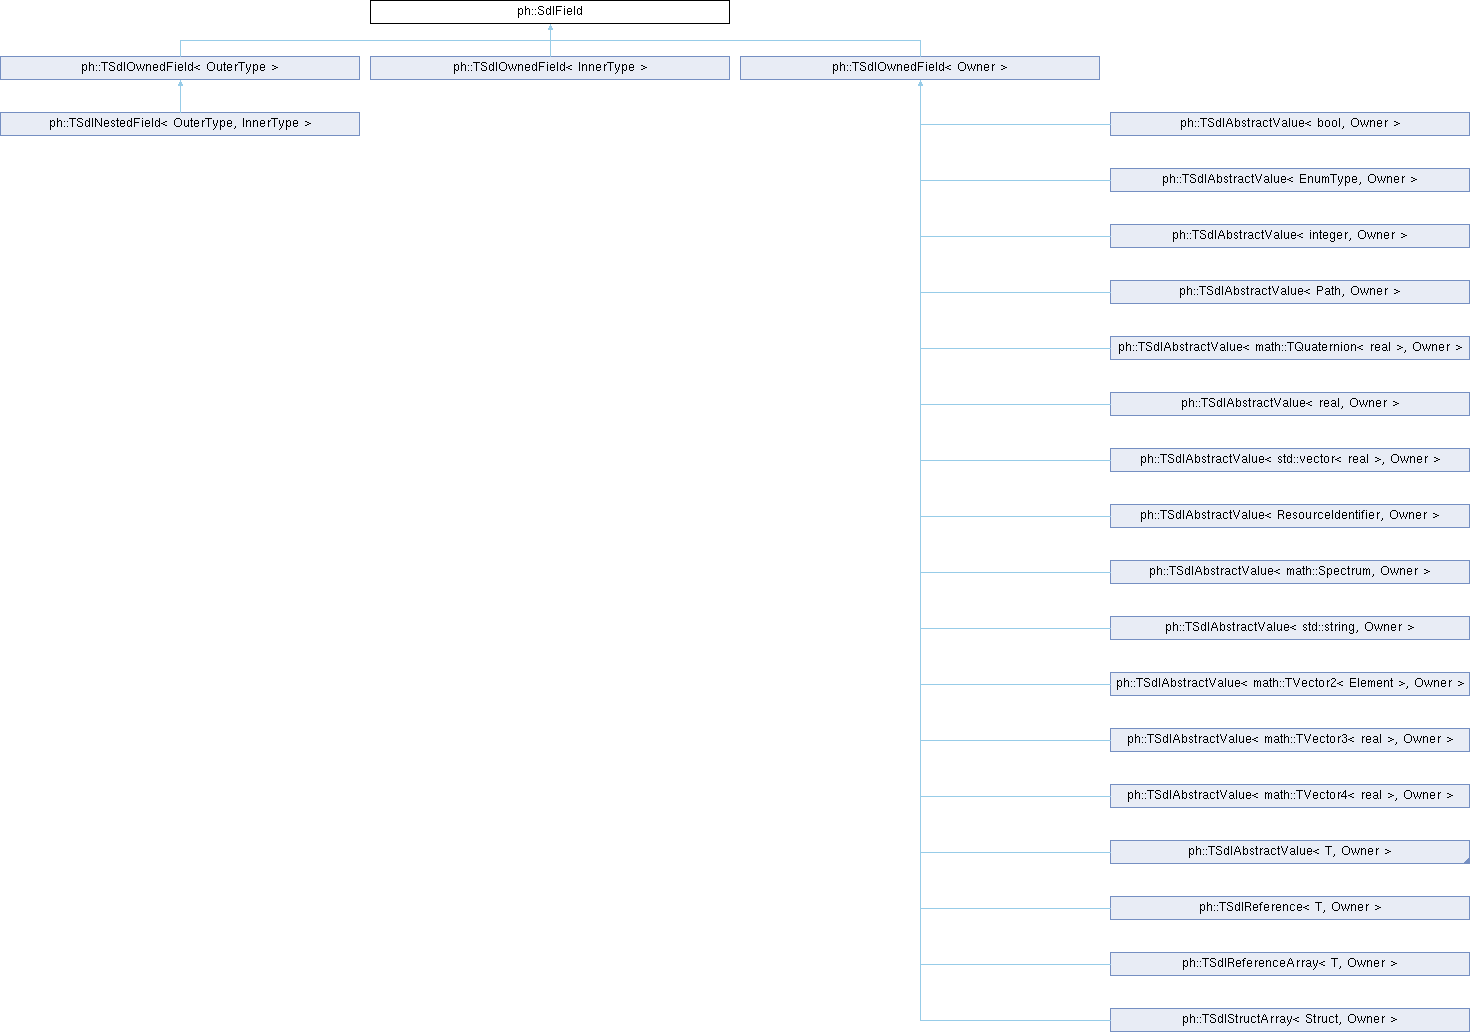 ph::SdlField
ph::TSdlOwnedField< OuterType >
ph::TSdlOwnedField< InnerType >
ph::TSdlOwnedField< Owner >
ph::TSdlNestedField< OuterType, InnerType >
ph::TSdlAbstractValue< bool, Owner >
ph::TSdlAbstractValue< EnumType, Owner >
ph::TSdlAbstractValue< integer, Owner >
ph::TSdlAbstractValue< Path, Owner >
ph::TSdlAbstractValue< math::TQuaternion< real >, Owner >
ph::TSdlAbstractValue< real, Owner >
ph::TSdlAbstractValue< std::vector< real >, Owner >
ph::TSdlAbstractValue< ResourceIdentifier, Owner >
ph::TSdlAbstractValue< math::Spectrum, Owner >
ph::TSdlAbstractValue< std::string, Owner >
ph::TSdlAbstractValue< math::TVector2< Element >, Owner >
ph::TSdlAbstractValue< math::TVector3< real >, Owner >
ph::TSdlAbstractValue< math::TVector4< real >, Owner >
ph::TSdlAbstractValue< T, Owner >
ph::TSdlReference< T, Owner >
ph::TSdlReferenceArray< T, Owner >
ph::TSdlStructArray< Struct, Owner >